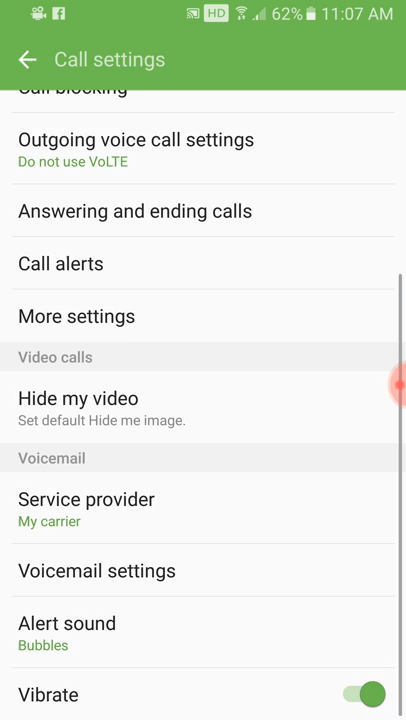 HD 62% 11:07 AM
Call settings
Call blocking
Outgoing voice call settings
Do not use VoLTE
Answering and ending calls
Call alerts
More settings
Video calls
Hide my video
Set default Hide me image.
Voicemail
Service provider
My carrier
Voicemail settings
Alert sound
Bubbles
Vibrate